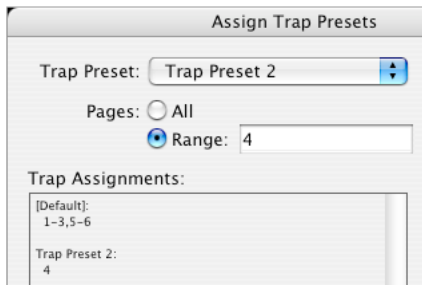 Assign Trap Presets
Trap Preset: Trap Preset 2
Pages: All
Range: 4
Trap Assignments:
[Default]:
1-3,5-6
Trap Preset 2:
4